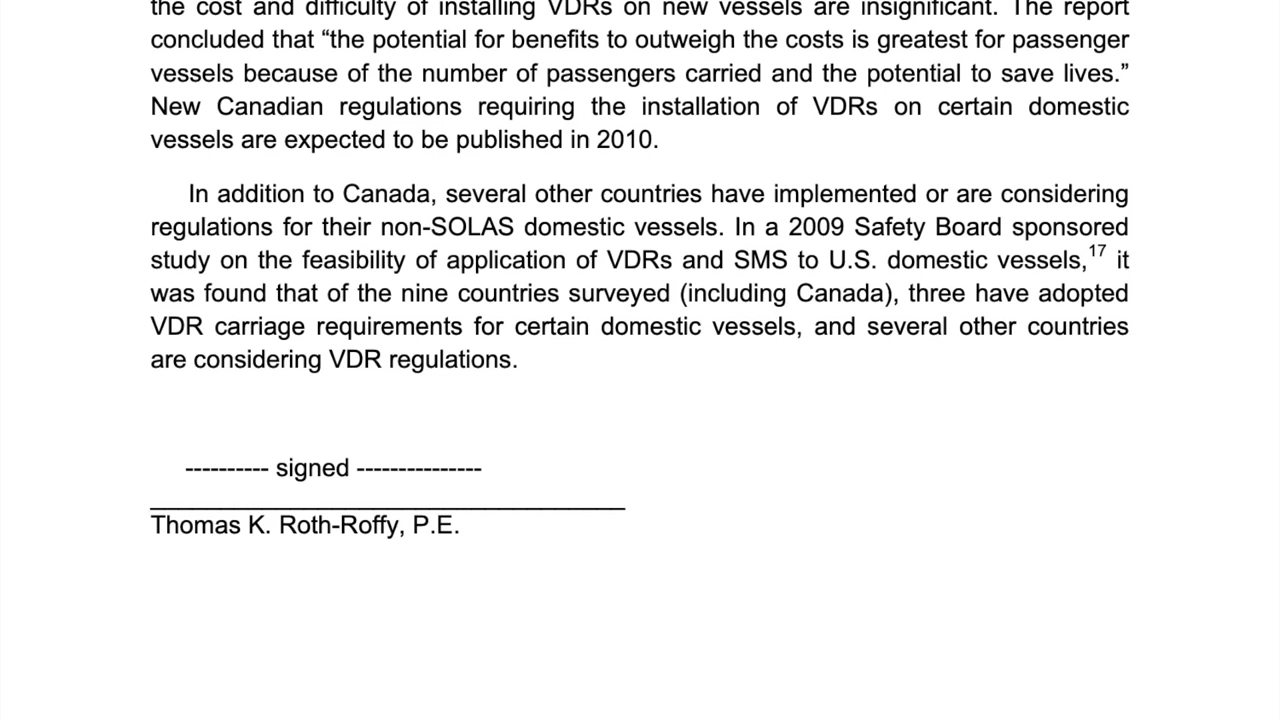 the cost and difficulty of installing VDRs on new vessels are insignificant. The report
concluded that “the potential for benefits to outweigh the costs is greatest for passenger
vessels because of the number of passengers carried and the potential to save lives.”
New Canadian regulations requiring the installation of VDRs on certain domestic
vessels are expected to be published in 2010.
In addition to Canada, several other countries have implemented or are considering
regulations for their non-SOLAS domestic vessels. In a 2009 Safety Board sponsored
study on the feasibility of application of VDRs and SMS to U.S. domestic vessels,17 it
was found that of the nine countries surveyed (including Canada), three have adopted
VDR carriage requirements for certain domestic vessels, and several other countries
are considering VDR regulations.
---------- signed ---------------
Thomas K. Roth-Roffy, P.E.